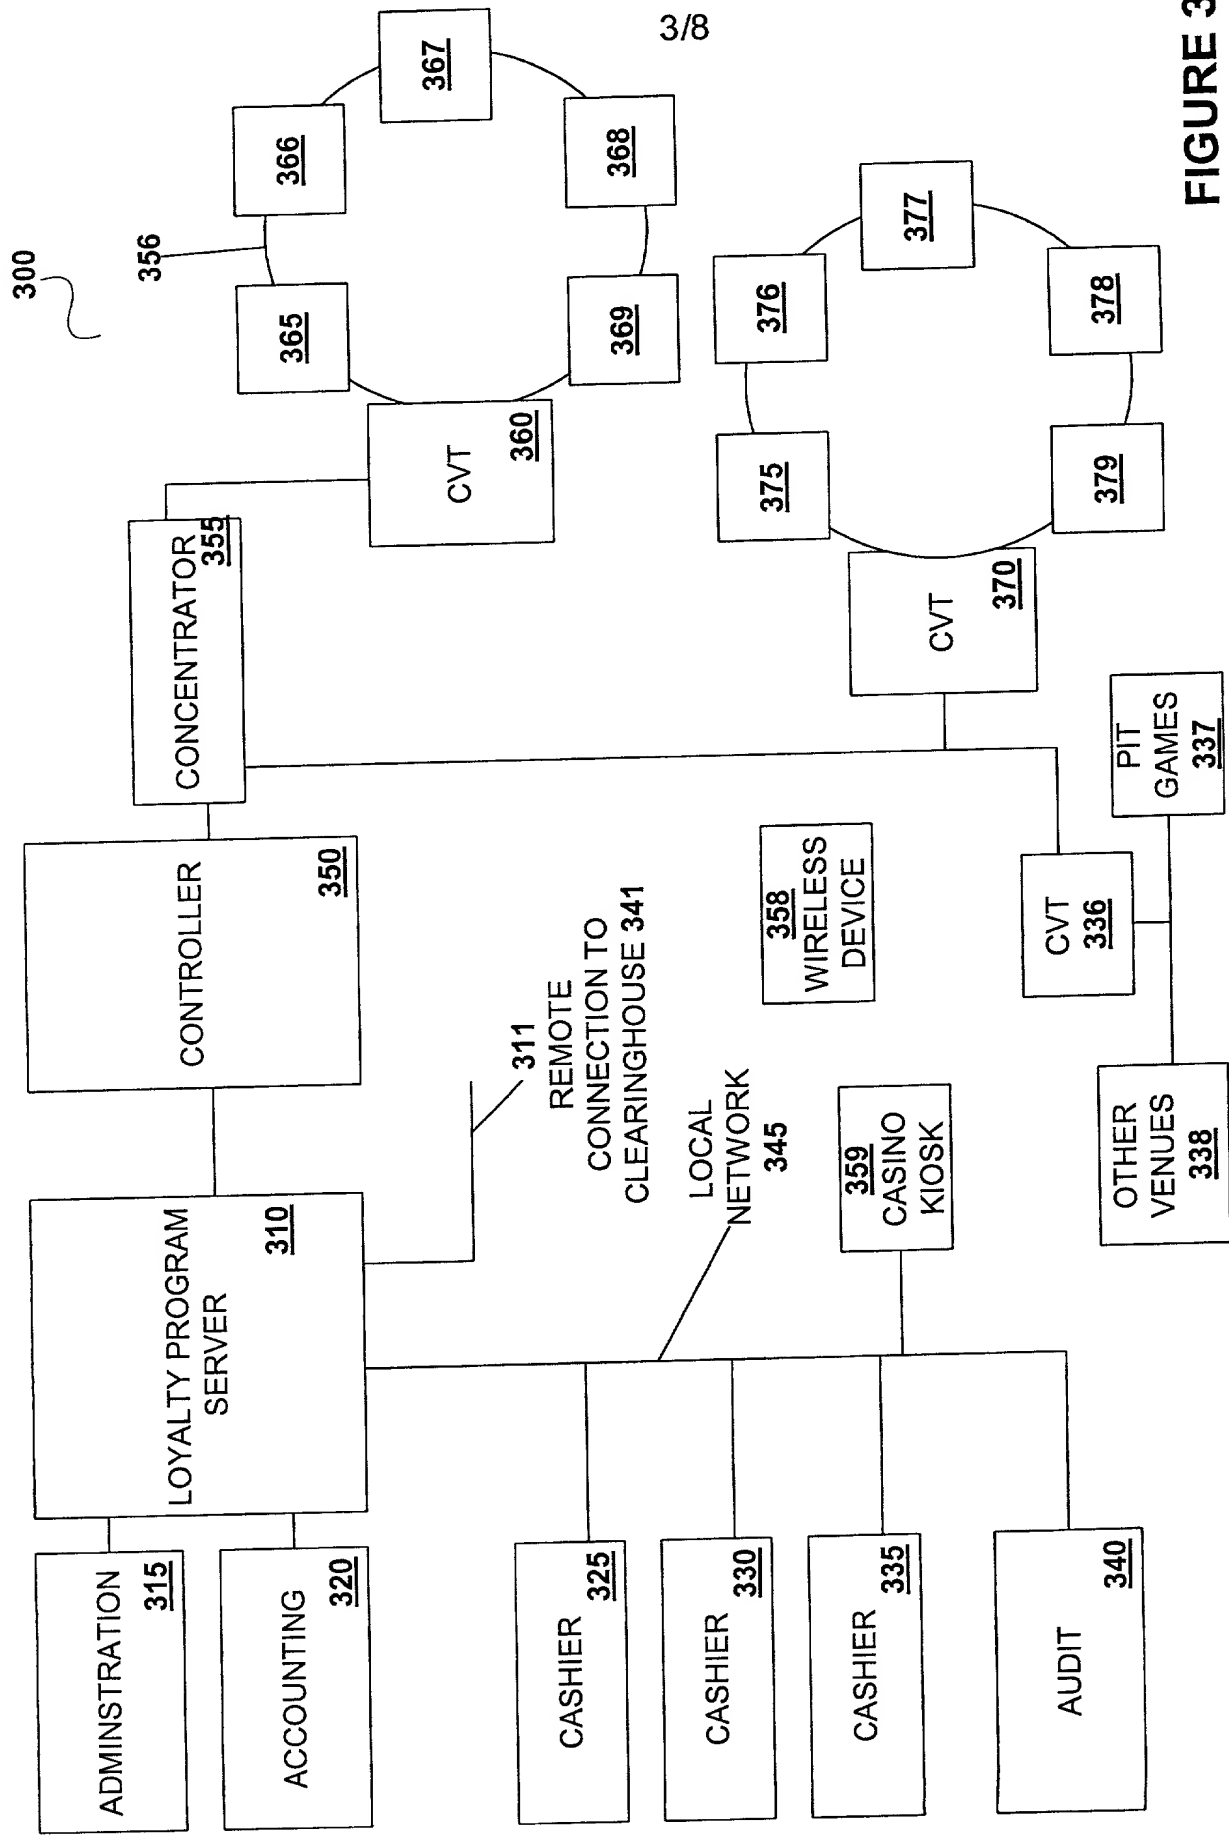 3/8
300
356
ADMINSTRATION
315
ACCOUNTING
320
LOYALTY PROGRAM
SERVER
310
CONTROLLER
350
CONCENTRATOR
355
CVT
360
365
366
367
368
369
311
REMOTE
CONNECTION TO
CLEARINGHOUSE 341
LOCAL
NETWORK
345
CASHIER
325
CASHIER
330
CASHIER
335
AUDIT
340
359
CASINO
KIOSK
358
WIRELESS
DEVICE
CVT
370
375
376
377
378
379
CVT
336
PIT
GAMES
337
OTHER
VENUES
338
FIGURE 3